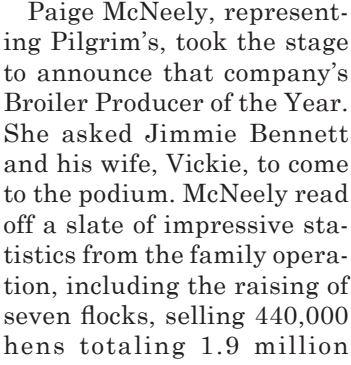 Paige McNeely, represent-
ing Pilgrim's, took the stage
to announce that company's
Broiler Producer of the Year.
She asked Jimmie Bennett
and his wife, Vickie, to come
to the podium. McNeely read
off a slate of impressive sta-
tistics from the family opera-
tion, including the raising of
seven flocks, selling 440,000
hens totaling 1.9 million